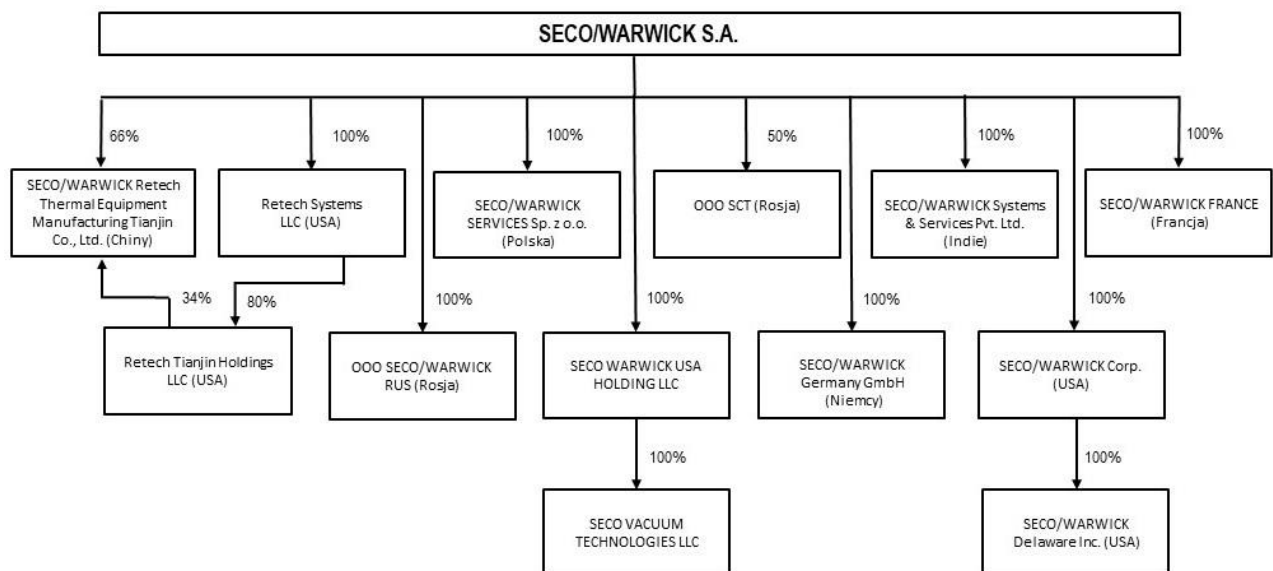 SECO/WARWICK S.A.
66%
100%
100%
50%
100%
100%
SECO/WARWICK Retech
Thermal Equipment
Manufacturing Tianjin
Co., Ltd. (Chiny)
Retech Systems
LLC (USA)
SECO/WARWICK
SERVICES Sp. z o.o.
(Polska)
OOO SCT (Rosja)
SECO/WARWICK Systems
& Services Pvt. Ltd.
(Indie)
SECO/WARWICK FRANCE
(Francja)
34%
80%
100%
100%
100%
100%
Retech Tianjin Holdings
LLC (USA)
OOO SECO/WARWICK
RUS (Rosja)
SECO WARWICK USA
HOLDING LLC
SECO/WARWICK
Germany GmbH
(Niemcy)
SECO/WARWICK Corp.
(USA)
100%
100%
SECO VACUUM
TECHNOLOGIES LLC
SECO/WARWICK
Delaware Inc. (USA)